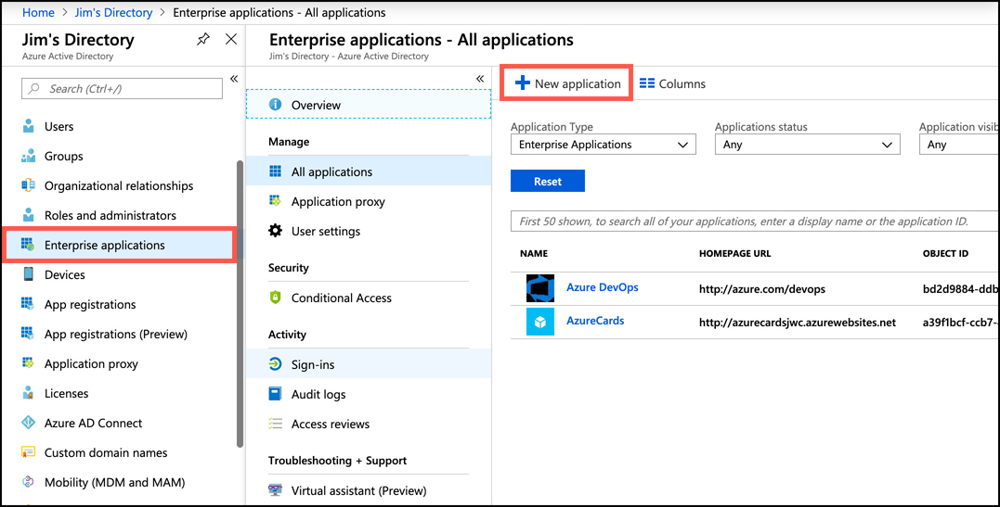 Home > Jim's Directory > Enterprise applications - All applications
Jim's Directory
Azure Active Directory
Search (Ctrl+/)
Users
Groups
Organizational relationships
Roles and administrators
Enterprise applications
Devices
App registrations
App registrations (Preview)
Application proxy
Licenses
Azure AD Connect
Custom domain names
Mobility (MDM and MAM)
Enterprise applications - All applications
Jim's Directory - Azure Active Directory
Overview
Manage
All applications
Application proxy
User settings
Security
Conditional Access
Activity
Sign-ins
Audit logs
Access reviews
Troubleshooting + Support
Virtual assistant (Preview)
New application Columns
Application Type Applications status Application visib
Enterprise Applications Any Any
Reset
First 50 shown, to search all of your applications, enter a display name or the application ID.
NAME HOMEPAGE URL OBJECT ID
Azure DevOps http://azure.com/devops bd2d9884-ddb
AzureCards http://azurecardsjwc.azurewebsites.net a39f1bcf-ccb7-